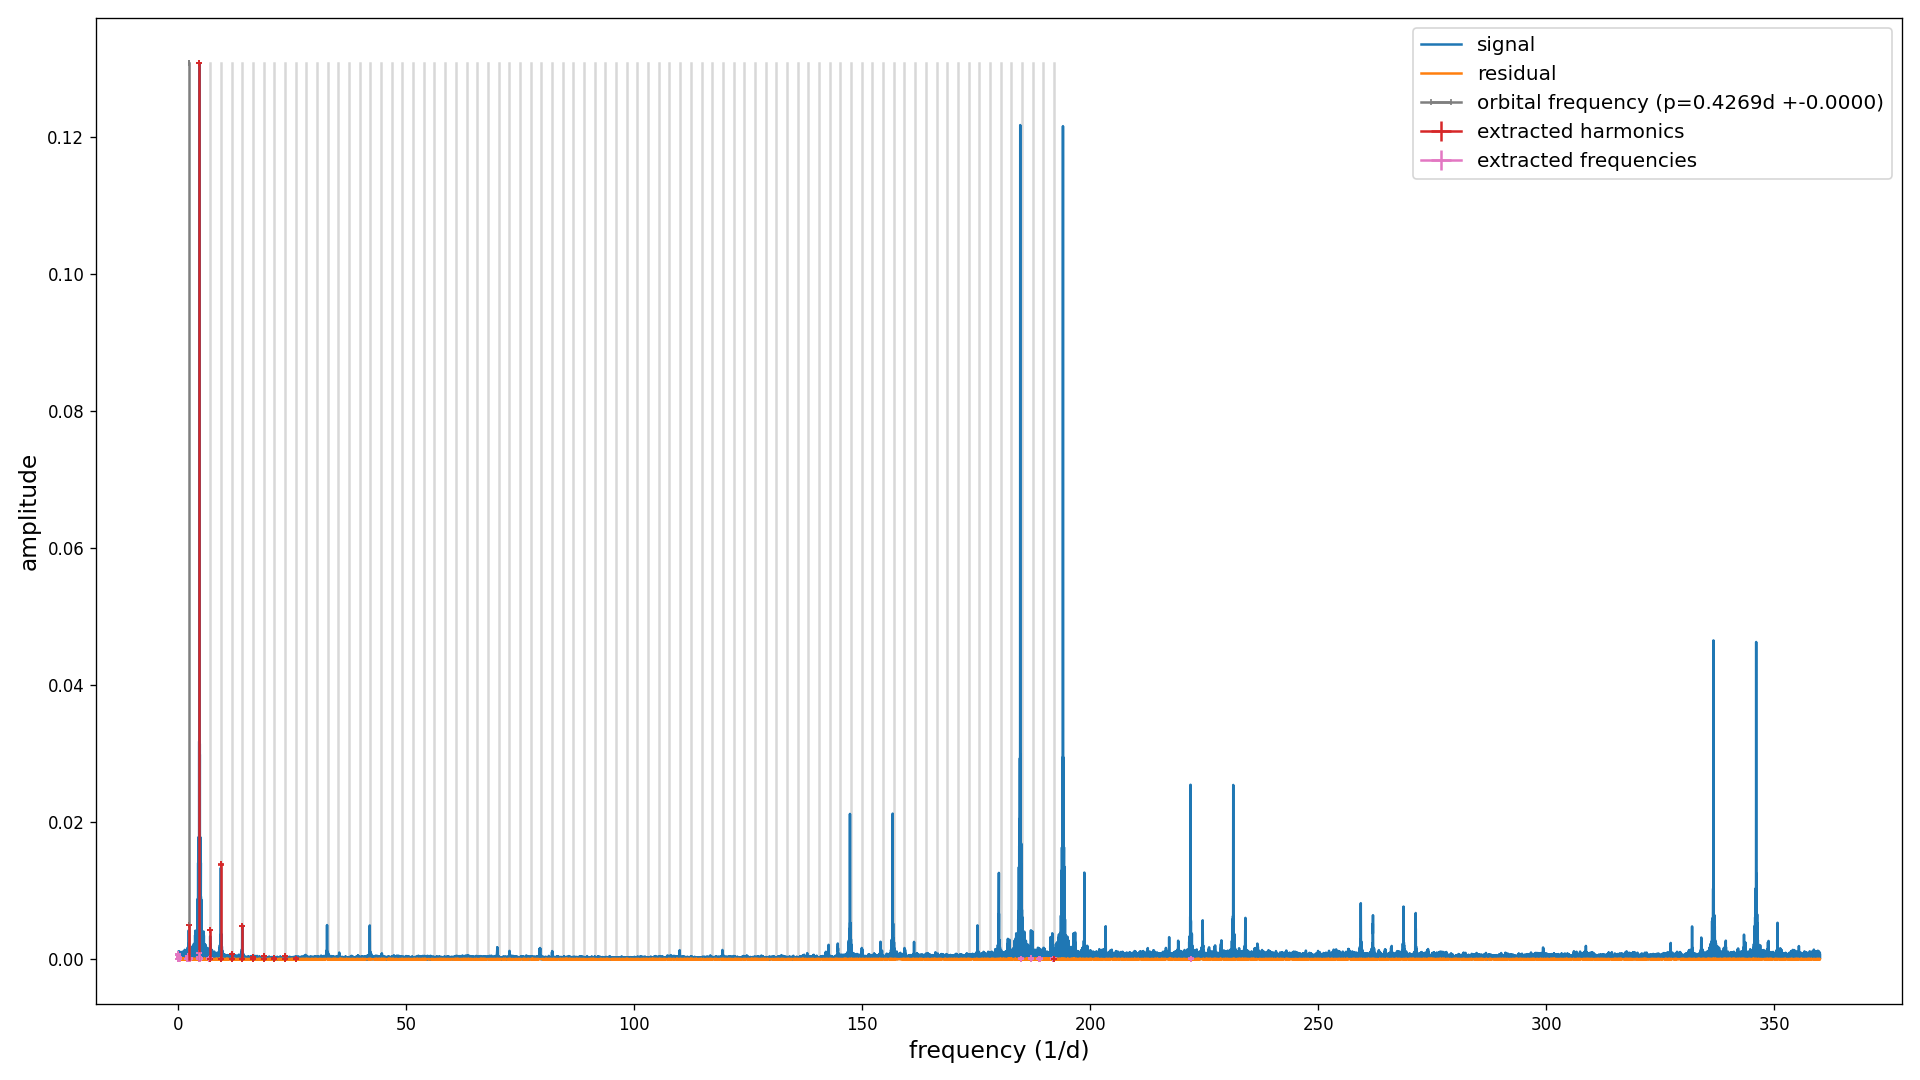 signal
residual
orbital frequency (p=0.4269d +-0.0000)
extracted harmonics
extracted frequencies
amplitude
0.12
0.10
0.08
0.06
0.04
0.02
0.00
0
50
100
150
200
250
300
350
frequency (1/d)